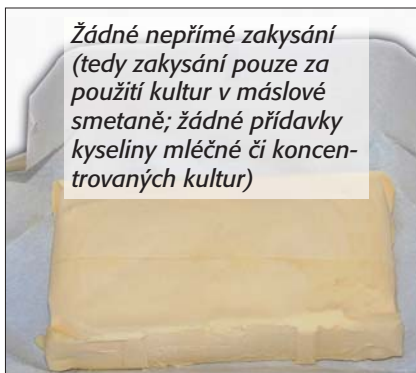 Žádné nepřímé zakysání
(tedy zakysání pouze za
použití kultur v máslové
smetaně; žádné přídavky
kyseliny mléčné či koncen-
trovaných kultur)